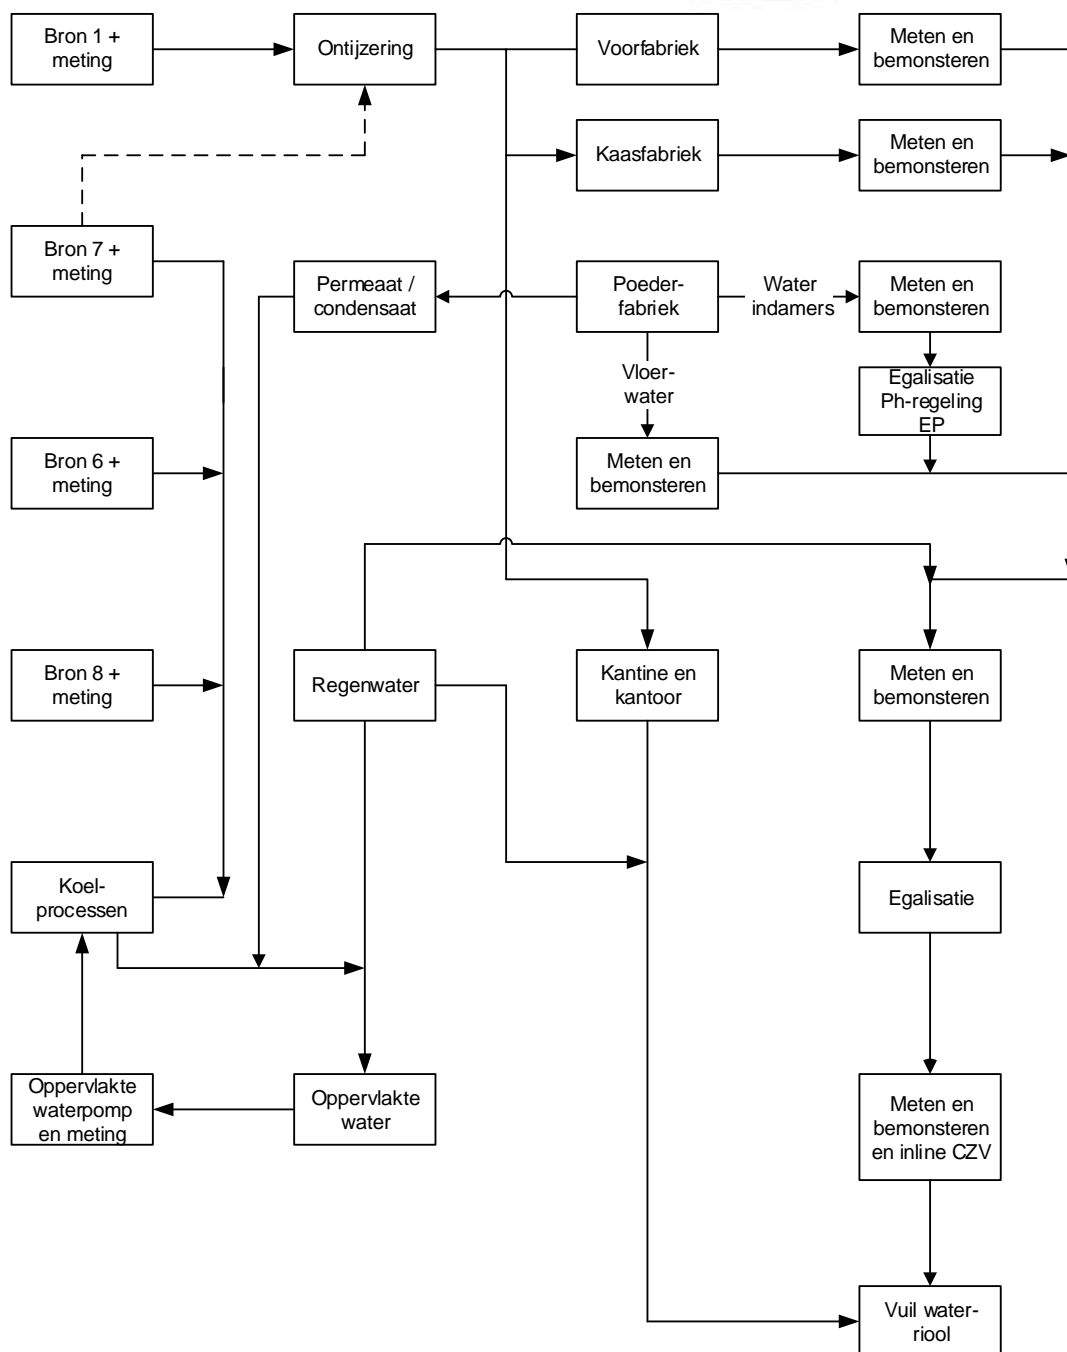 Bron 1 +
meting
Ontijzering
Voorfabriek
Meten en
bemonsteren
Kaasfabriek
Meten en
bemonsteren
Bron 7 +
meting
Permeaat /
condensaat
Poeder-
fabriek
Water
indamers
Meten en
bemonsteren
Vloer-
water
Egalisatie
Ph-regeling
EP
Bron 6 +
meting
Meten en
bemonsteren
Bron 8 +
meting
Regenwater
Kantine en
kantoor
Meten en
bemonsteren
Koel-
processen
Egalisatie
Oppervlakte
waterpomp
en meting
Oppervlakte
water
Meten en
bemonsteren
en inline CZV
Vuil water-
riool